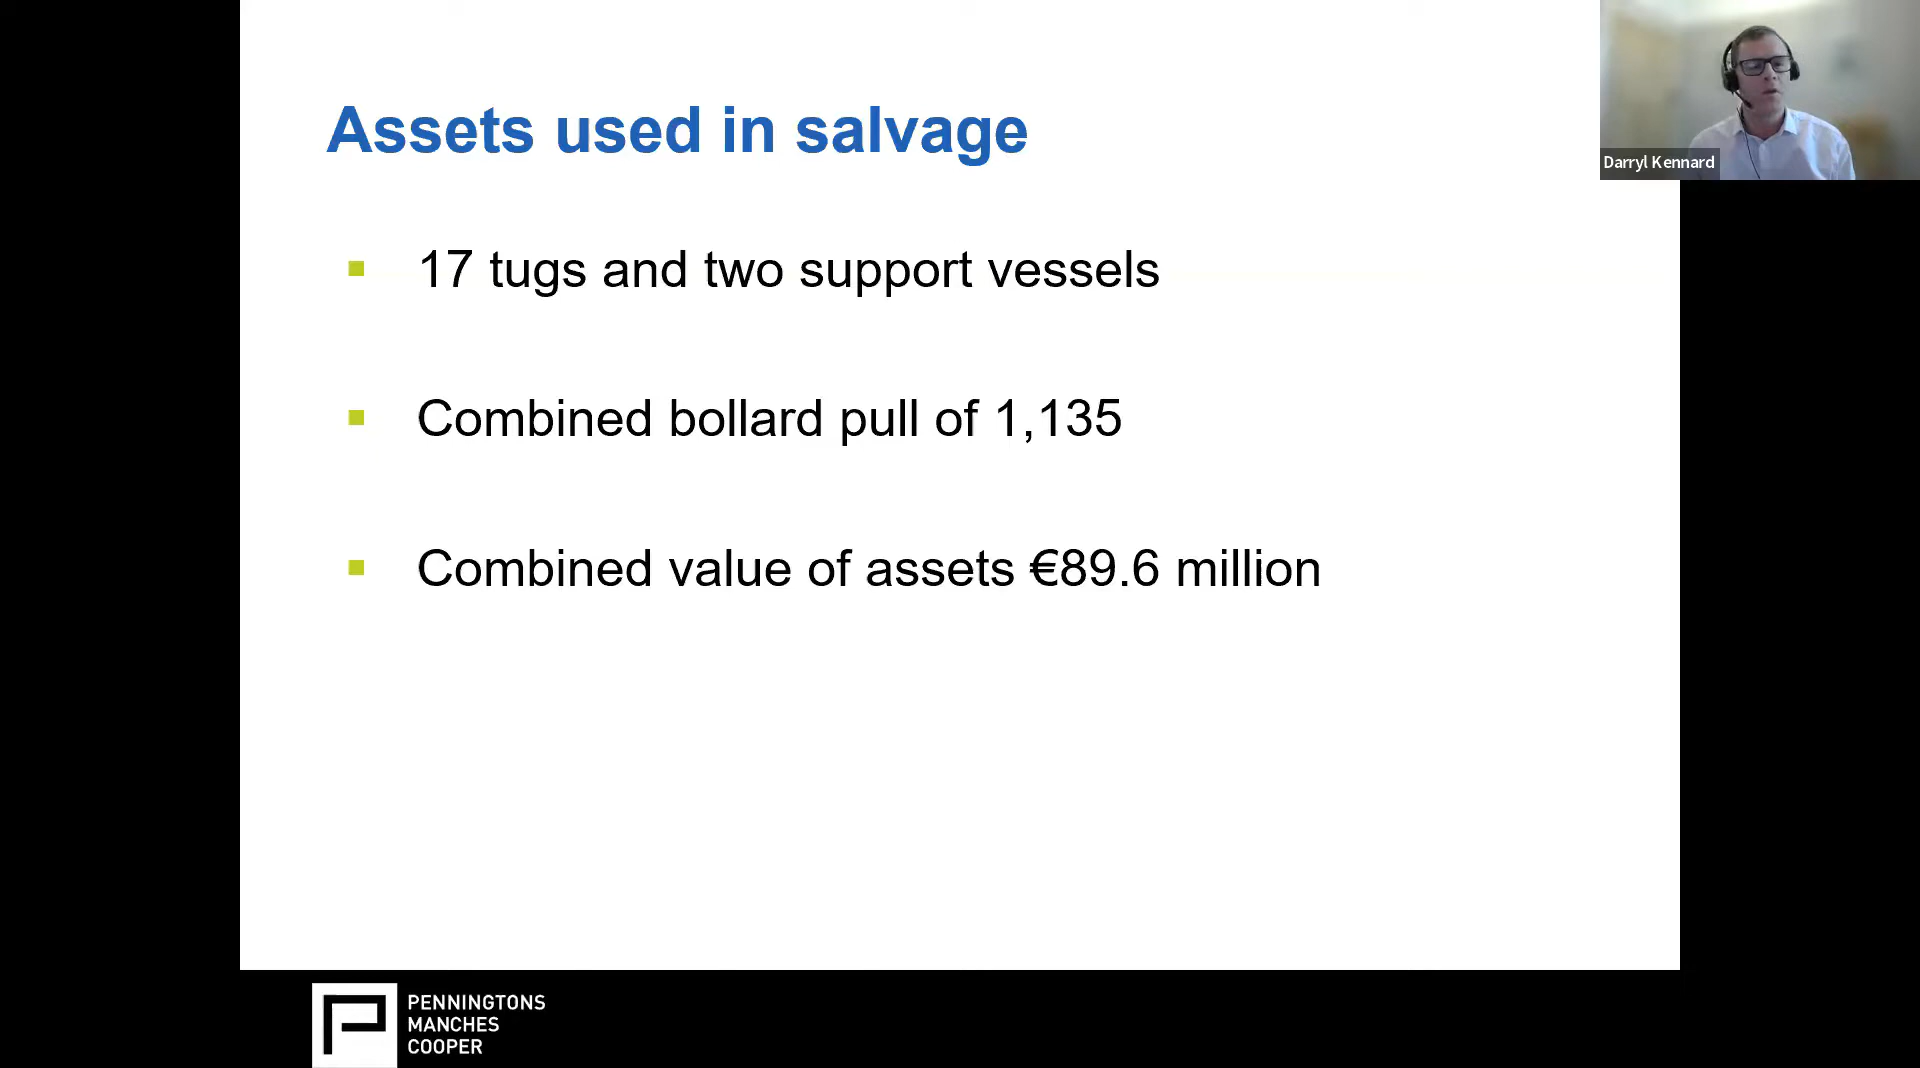 Assets used in salvage
Darryl Kennard
17 tugs and two support vessels
Combined bollard pull of 1,135
Combined value of assets €89.6 million
PENNINGTONS
MANCHES
COOPER